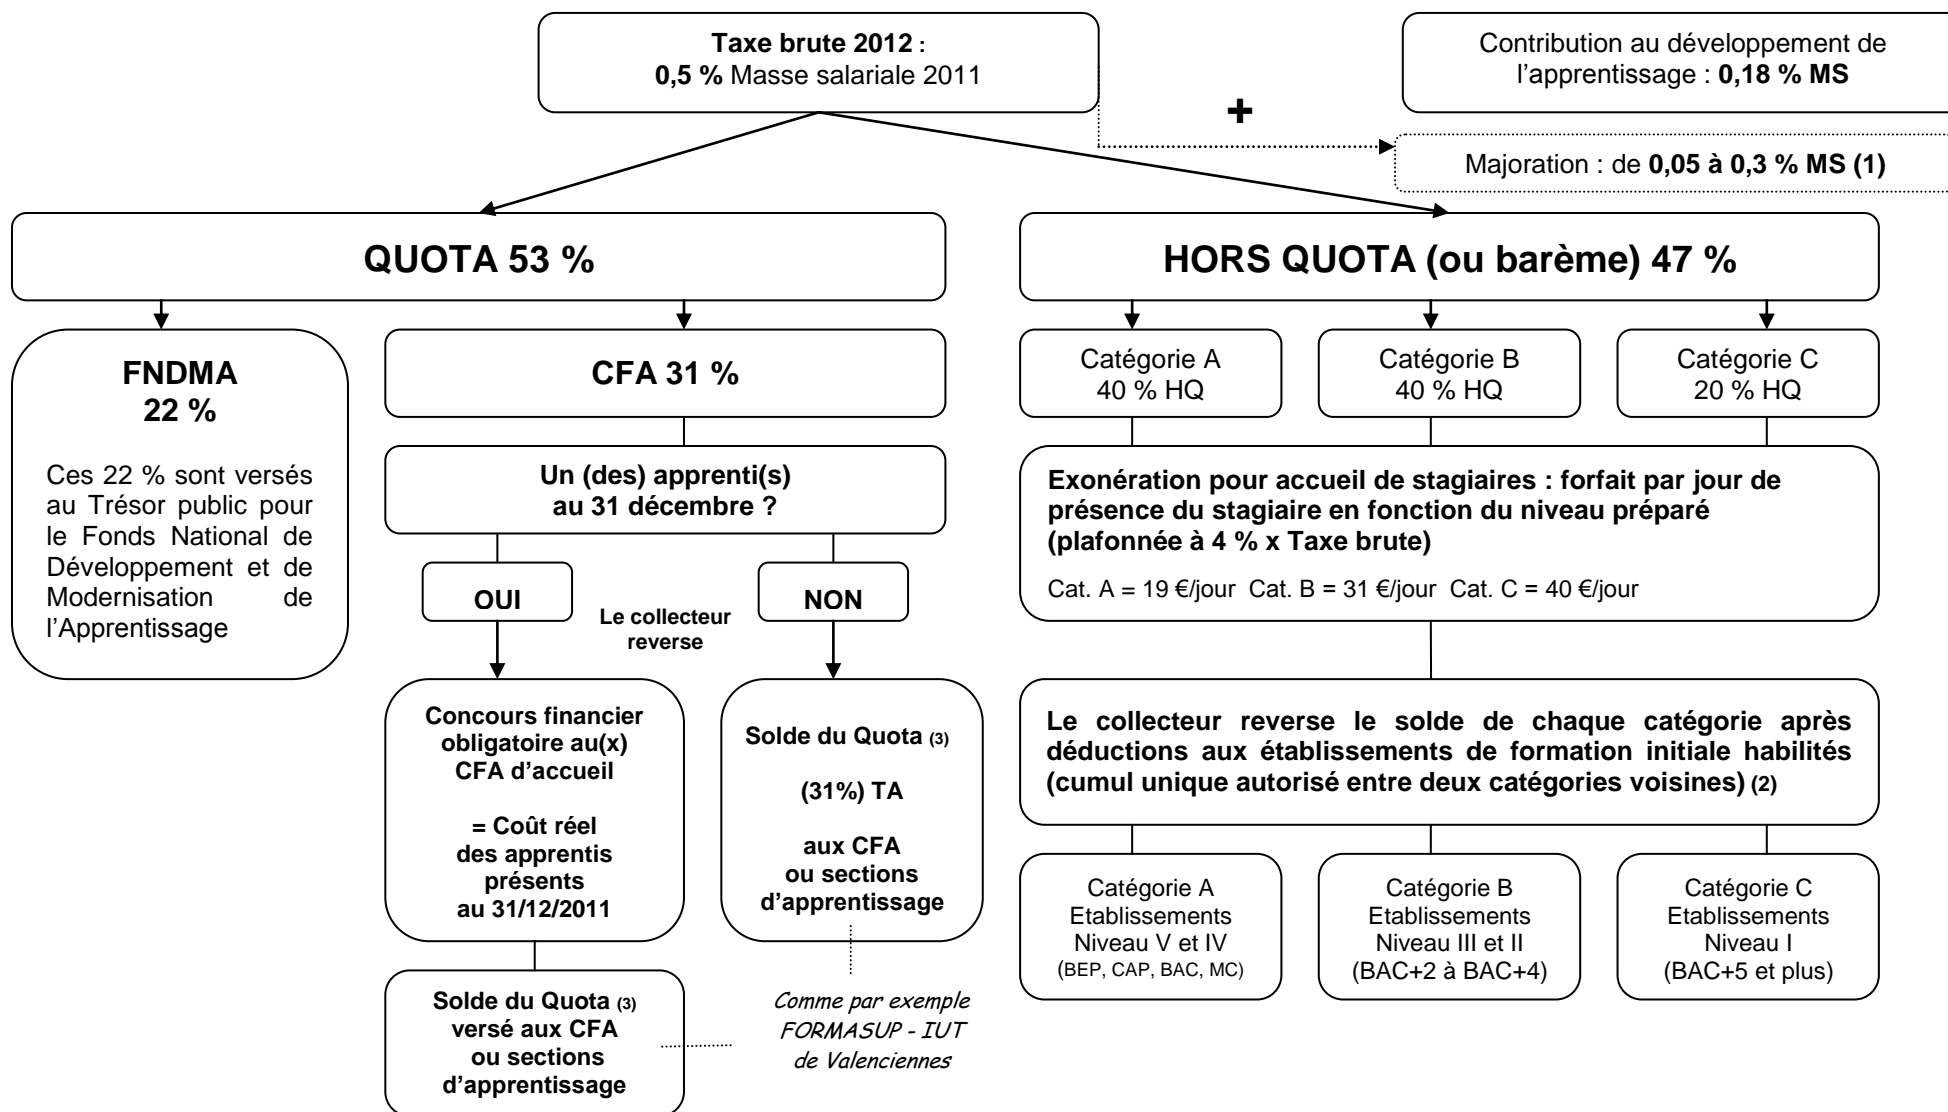 Taxe brute 2012 :
0,5 % Masse salariale 2011
Contribution au développement de
l’apprentissage : 0,18 % MS
+
Majoration : de 0,05 à 0,3 % MS (1)
QUOTA 53 %
HORS QUOTA (ou barème) 47 %
FNDMA
22 %
Ces 22 % sont versés
au Trésor public pour
le Fonds National de
Développement et de
Modernisation de
l’Apprentissage
CFA 31 %
Un (des) apprenti(s)
au 31 décembre ?
OUI
NON
Le collecteur
reverse
Concours financier
obligatoire au(x)
CFA d’accueil
= Coût réel
des apprentis
présents
au 31/12/2011
Solde du Quota (3)
(31%) TA
aux CFA
ou sections
d’apprentissage
Solde du Quota (3)
versé aux CFA
ou sections
d’apprentissage
Comme par exemple
FORMASUP - IUT
de Valenciennes
Catégorie A
40 % HQ
Catégorie B
40 % HQ
Catégorie C
20 % HQ
Exonération pour accueil de stagiaires : forfait par jour de
présence du stagiaire en fonction du niveau préparé
(plafonnée à 4 % x Taxe brute)
Cat. A = 19 €/jour Cat. B = 31 €/jour Cat. C = 40 €/jour
Le collecteur reverse le solde de chaque catégorie après
déductions aux établissements de formation initiale habilités
(cumul unique autorisé entre deux catégories voisines) (2)
Catégorie A
Etablissements
Niveau V et IV
(BEP, CAP, BAC, MC)
Catégorie B
Etablissements
Niveau III et II
(BAC+2 à BAC+4)
Catégorie C
Etablissements
Niveau I
(BAC+5 et plus)